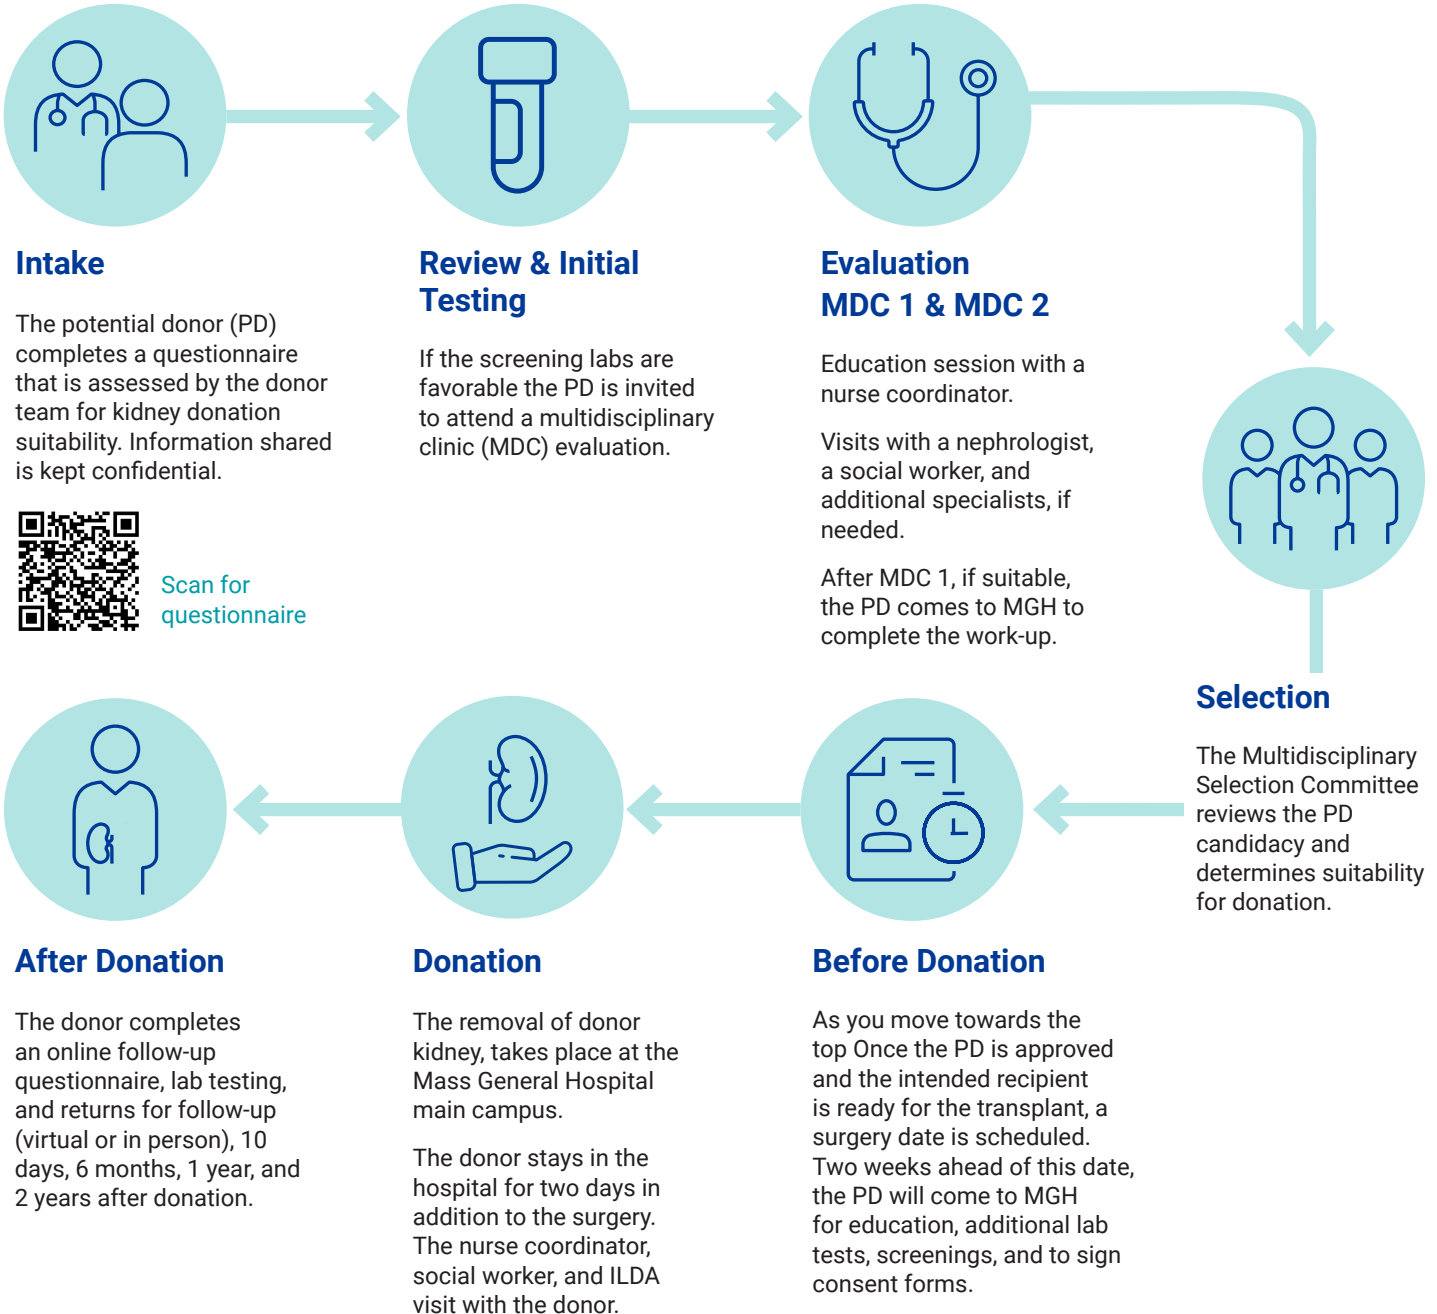 Intake
The potential donor (PD)
completes a questionnaire
that is assessed by the donor
team for kidney donation
suitability. Information shared
is kept confidential.
Scan for
questionnaire
Review & Initial
Testing
If the screening labs are
favorable the PD is invited
to attend a multidisciplinary
clinic (MDC) evaluation.
Evaluation
MDC 1 & MDC 2
Education session with a
nurse coordinator.
Visits with a nephrologist,
a social worker, and
additional specialists, if
needed.
After MDC 1, if suitable,
the PD comes to MGH to
complete the work-up.
Selection
The Multidisciplinary
Selection Committee
reviews the PD
candidacy and
determines suitability
for donation.
Before Donation
As you move towards the
top Once the PD is approved
and the intended recipient
is ready for the transplant, a
surgery date is scheduled.
Two weeks ahead of this date,
the PD will come to MGH
for education, additional lab
tests, screenings, and to sign
consent forms.
Donation
The removal of donor
kidney, takes place at the
Mass General Hospital
main campus.
The donor stays in the
hospital for two days in
addition to the surgery.
The nurse coordinator,
social worker, and ILDA
visit with the donor.
After Donation
The donor completes
an online follow-up
questionnaire, lab testing,
and returns for follow-up
(virtual or in person), 10
days, 6 months, 1 year, and
2 years after donation.